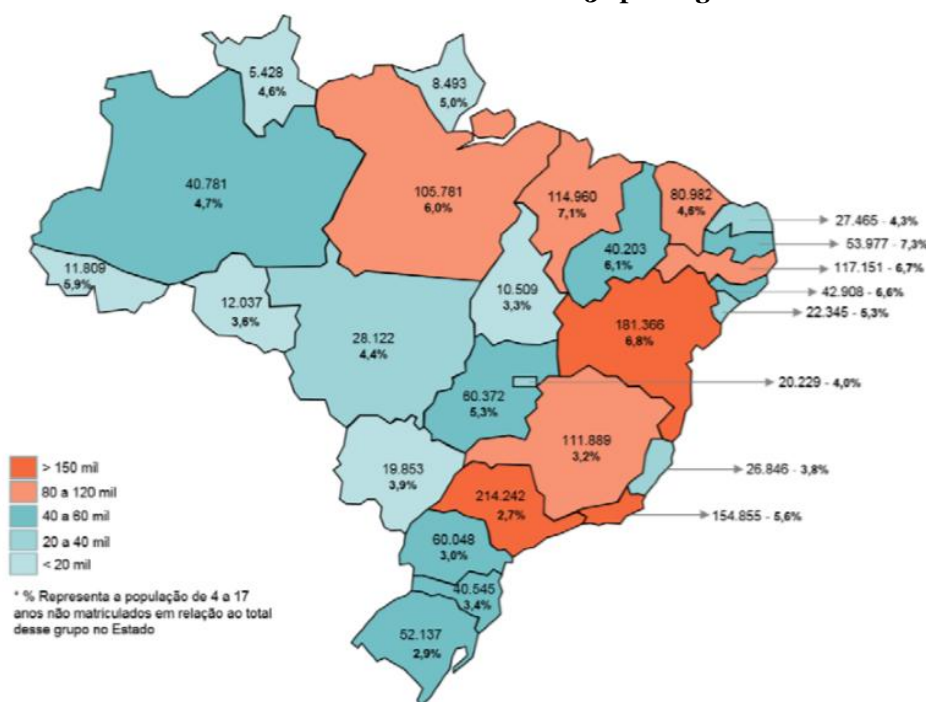 5.428
4,6%
8.493
5,0%
40.781
4,7%
105.781
6,0%
114.960
7,1%
80.982
4,6%
27.465 - 4,3%
53.977 - 7,3%
117.151 - 6,7%
42.908 - 6,6%
22.345 - 5,3%
40.203
6,1%
11.809
5,9%
12.037
3,6%
10.509
3,3%
181.366
6,8%
28.122
4,4%
60.372
5,3%
20.229 - 4,0%
111.889
3,2%
26.846 - 3,8%
19.853
3,9%
214.242
2,7%
154.855 - 5,6%
60.048
3,0%
40.545
3,4%
52.137
2,9%
> 150 mil
80 a 120 mil
40 a 60 mil
20 a 40 mil
< 20 mil
* % Representa a população de 4 a 17
anos não matriculados em relação ao total
desse grupo no Estado